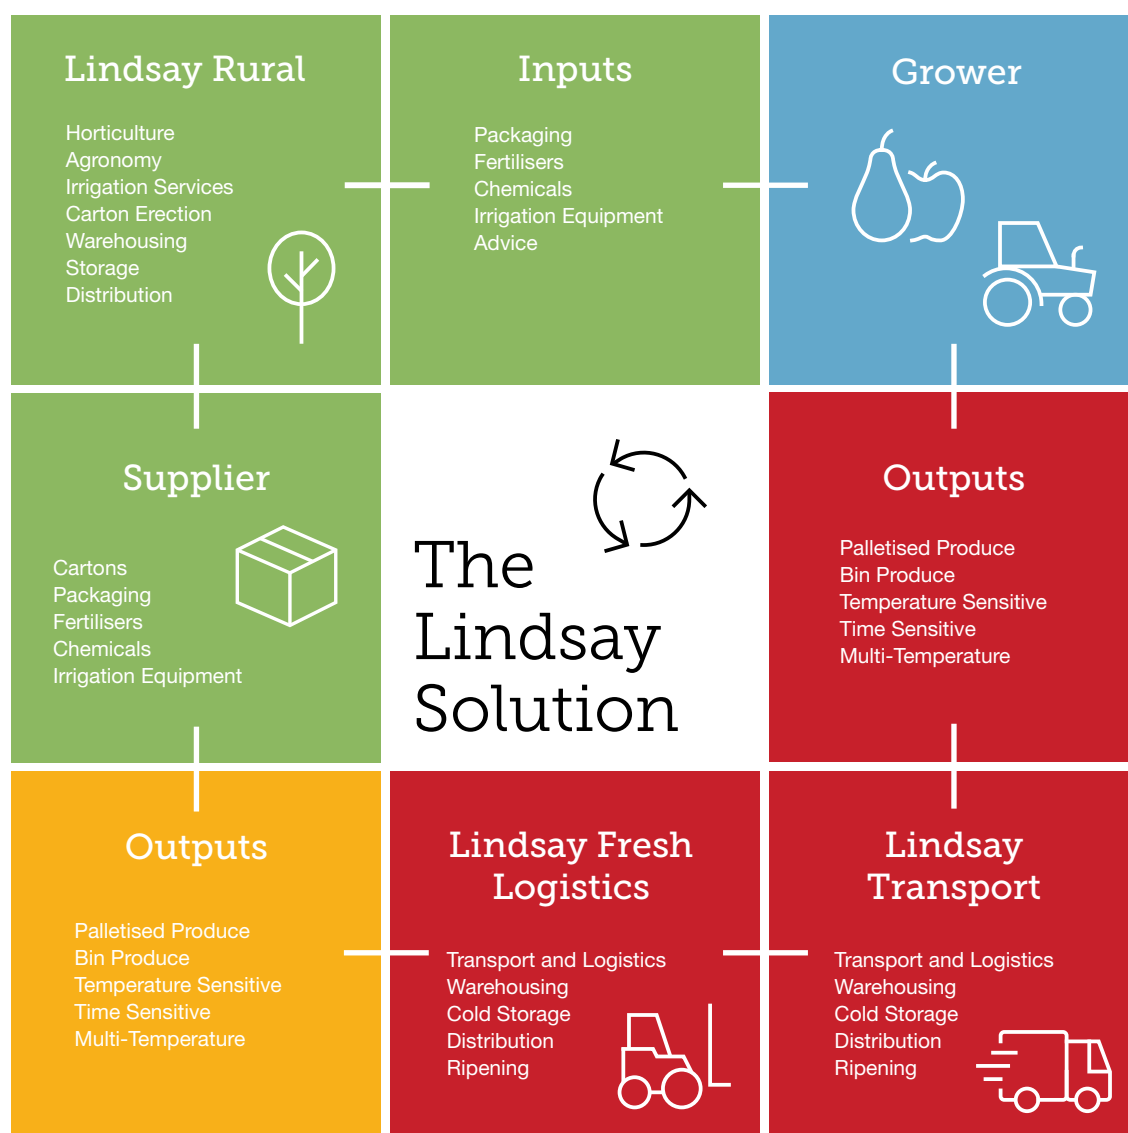 Lindsay Rural
Horticulture
Agronomy
Irrigation Services
Carton Erection
Warehousing
Storage
Distribution
Inputs
Packaging
Fertilisers
Chemicals
Irrigation Equipment
Advice
Grower
Supplier
Cartons
Packaging
Fertilisers
Chemicals
Irrigation Equipment
The
Lindsay
Solution
Outputs
Palletised Produce
Bin Produce
Temperature Sensitive
Time Sensitive
Multi-Temperature
Outputs
Palletised Produce
Bin Produce
Temperature Sensitive
Time Sensitive
Multi-Temperature
Lindsay Fresh
Logistics
Transport and Logistics
Warehousing
Cold Storage
Distribution
Ripening
Lindsay
Transport
Transport and Logistics
Warehousing
Cold Storage
Distribution
Ripening